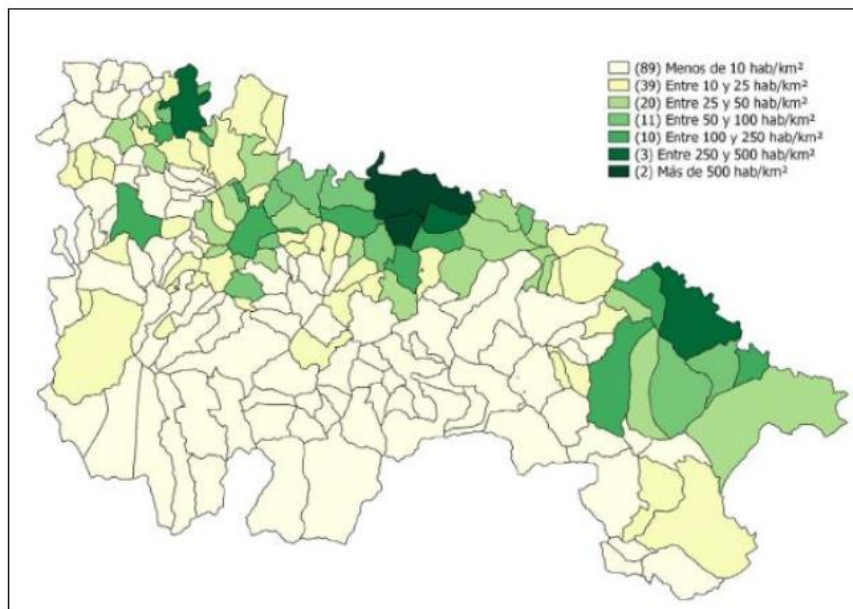 (89) Menos de 10 hab/km²
(39) Entre 10 y 25 hab/km²
(20) Entre 25 y 50 hab/km²
(11) Entre 50 y 100 hab/km²
(10) Entre 100 y 250 hab/km²
(3) Entre 250 y 500 hab/km²
(2) Más de 500 hab/km²